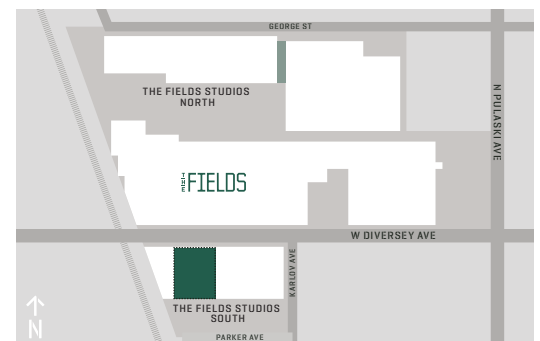 GEORGE ST
THE FIELDS STUDIOS
NORTH
N PULASKI AVE
THE FIELDS
W DIVERSEY AVE
KARLOV AVE
THE FIELDS STUDIOS
SOUTH
PARKER AVE
N